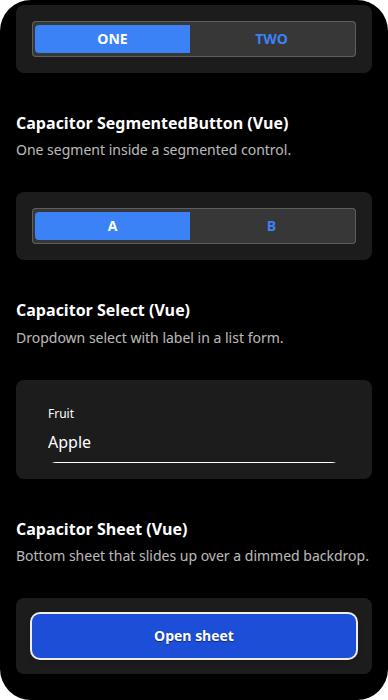 ONE TWO
Capacitor SegmentedButton (Vue)
One segment inside a segmented control.
A B
Capacitor Select (Vue)
Dropdown select with label in a list form.
Fruit
Apple
Capacitor Sheet (Vue)
Bottom sheet that slides up over a dimmed backdrop.
Open sheet